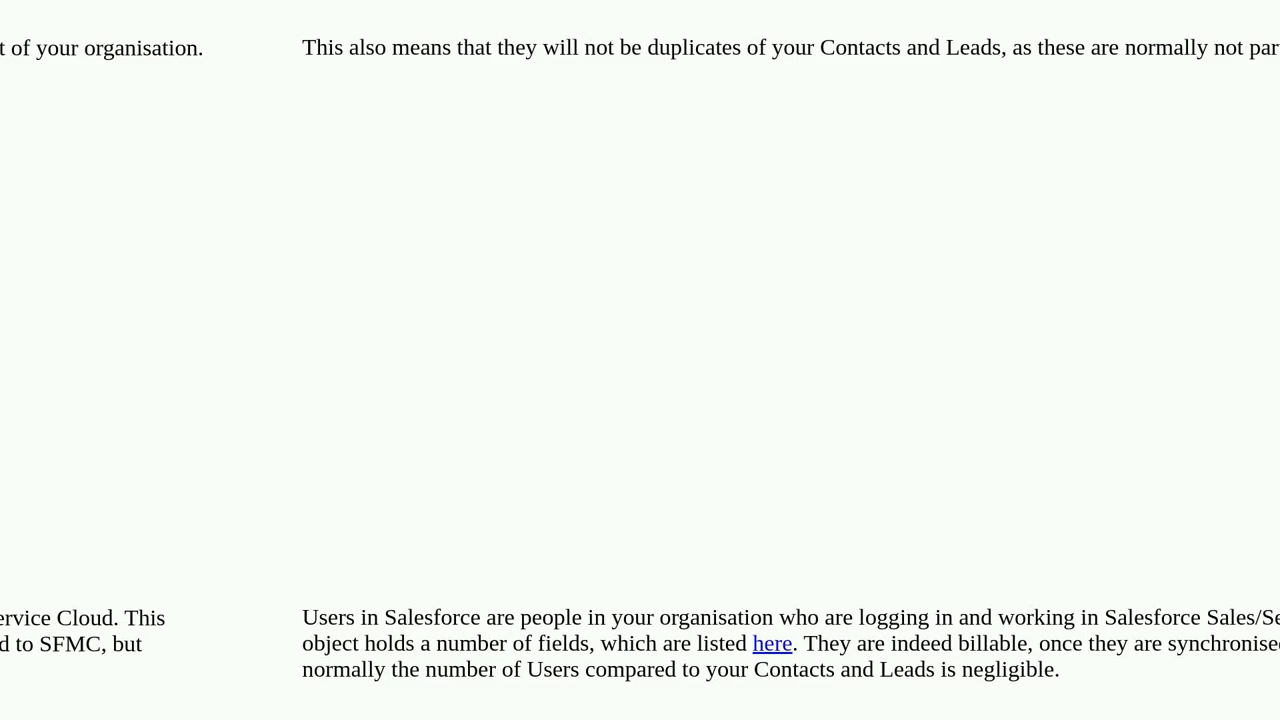 t of your organisation.
This also means that they will not be duplicates of your Contacts and Leads, as these are normally not par
ervice Cloud. This
d to SFMC, but
Users in Salesforce are people in your organisation who are logging in and working in Salesforce Sales/Se
object holds a number of fields, which are listed here. They are indeed billable, once they are synchronise
normally the number of Users compared to your Contacts and Leads is negligible.